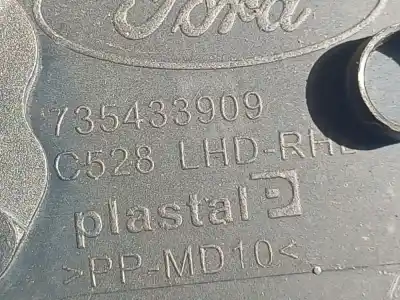 Ford
735433909
C528 LHD-RHD
plastal
>PP-MD10<